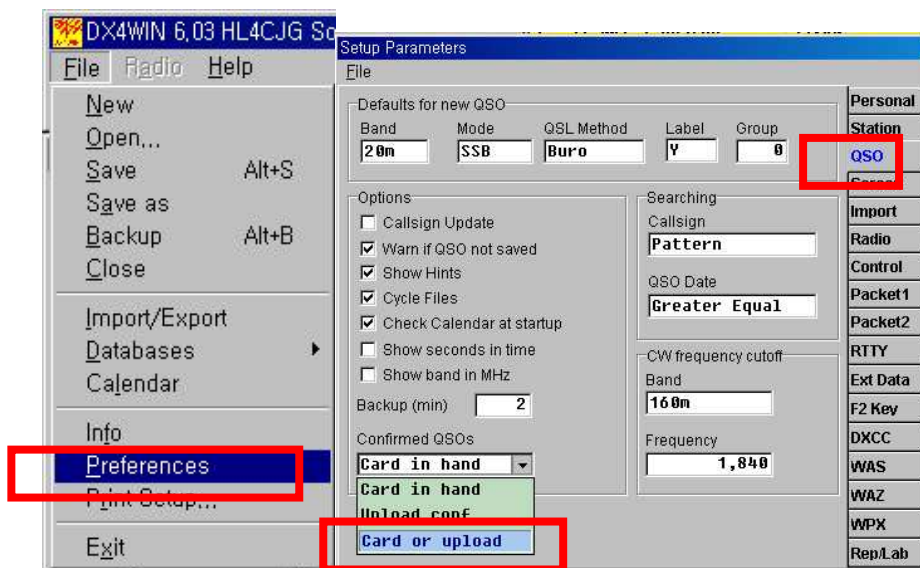 DX4WIN 6,03 HL4CJG
File Radio Help
New
Open...
Save Alt+S
Save as
Backup Alt+B
Close
Import/Export
Databases
Calendar
Info
Preferences
Print Setup...
Exit
Setup Parameters
File
Defaults for new QSO
Band Mode QSL Method Label Group
20m SSB Buro Y 0
Options
Callsign Update
Warn if QSO not saved
Show Hints
Cycle Files
Check Calendar at startup
Show seconds in time
Show band in MHz
Backup (min) 2
Confirmed QSOs
Card in hand
Card in hand
Upload conf
Card or upload
Searching
Callsign
Pattern
QSO Date
Greater Equal
CW frequency cutoff
Band
160m
Frequency
1,840
Personal
Station
QSO
Import
Radio
Control
Packet1
Packet2
RTTY
Ext Data
F2 Key
DXCC
WAS
WAZ
WPX
Rep/Lab